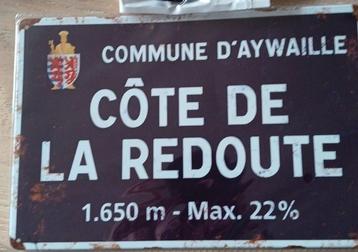 COMMUNE D'AYWAILLE
CÔTE DE
LA REDOUTE
1.650 m - Max. 22%